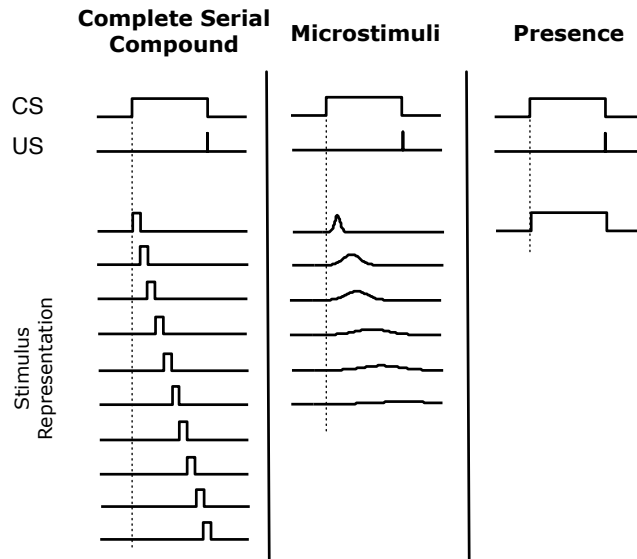 Complete Serial
Compound
Microstimuli
Presence
CS
US
Stimulus
Representation